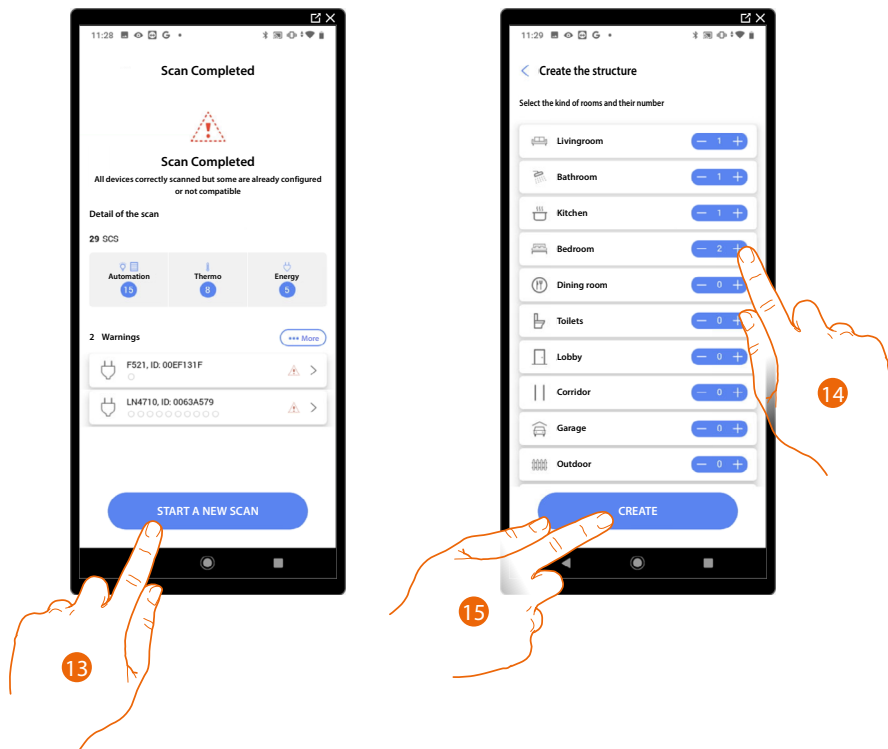 11:28 G
Scan Completed
Scan Completed
All devices correctly scanned but some are already configured
or not compatible
Detail of the scan
29 SCS
Automation Thermo Energy
15 8 5
2 Warnings ••• More
F521, ID: 00EF131F
LN4710, ID: 0063A579
START A NEW SCAN
13
11:29 G
Create the structure
Select the kind of rooms and their number
Livingroom — 1 +
Bathroom — 1 +
Kitchen — 1 +
Bedroom — 2 +
Dining room — 0 +
Toilets — 0 +
Lobby — 0 +
Corridor — 0 +
Garage — 0 +
Outdoor — 0 +
CREATE
14
15